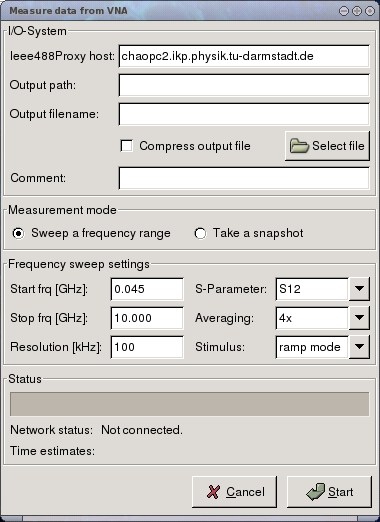 Measure data from VNA
I/O-System
Ieee488Proxy host: chaopc2.ikp.physik.tu-darmstadt.de
Output path:
Output filename:
Compress output file Select file
Comment:
Measurement mode
Sweep a frequency range Take a snapshot
Frequency sweep settings
Start frq [GHz]: 0.045 S-Parameter: S12
Stop frq [GHz]: 10.000 Averaging: 4x
Resolution [kHz]: 100 Stimulus: ramp mode
Status
Network status: Not connected.
Time estimates:
Cancel Start